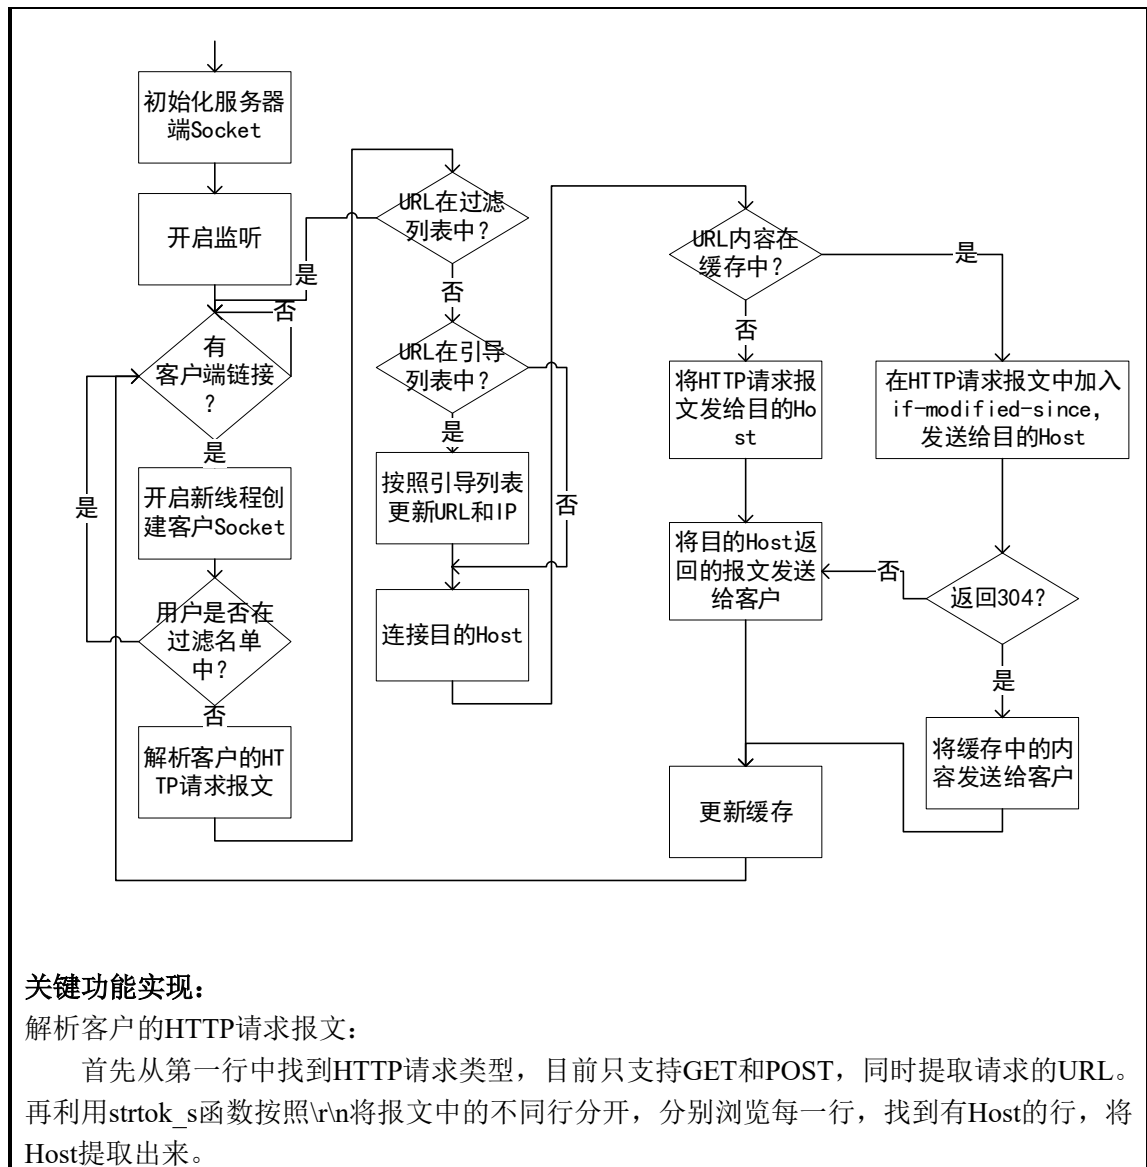 初始化服务器
端Socket
开启监听
是
否
有
客户端链接
?
是
是
开启新线程创
建客户Socket
用户是否在
过滤名单
中?
否
解析客户的HT
TP请求报文
URL在过滤
列表中?
否
URL在引导
列表中?
是
否
按照引导列表
更新URL和IP
连接目的Host
URL内容在
缓存中?
是
否
将HTTP请求报
文发给目的Ho
st
在HTTP请求报文中加入
if-modified-since,
发送给目的Host
将目的Host返
回的报文发送
给客户
否
返回304?
是
将缓存中的内
容发送给客户
更新缓存
关键功能实现：
解析客户的HTTP请求报文：
首先从第一行中找到HTTP请求类型，目前只支持GET和POST，同时提取请求的URL。
再利用strtok_s函数按照\r\n将报文中的不同行分开，分别浏览每一行，找到有Host的行，将
Host提取出来。